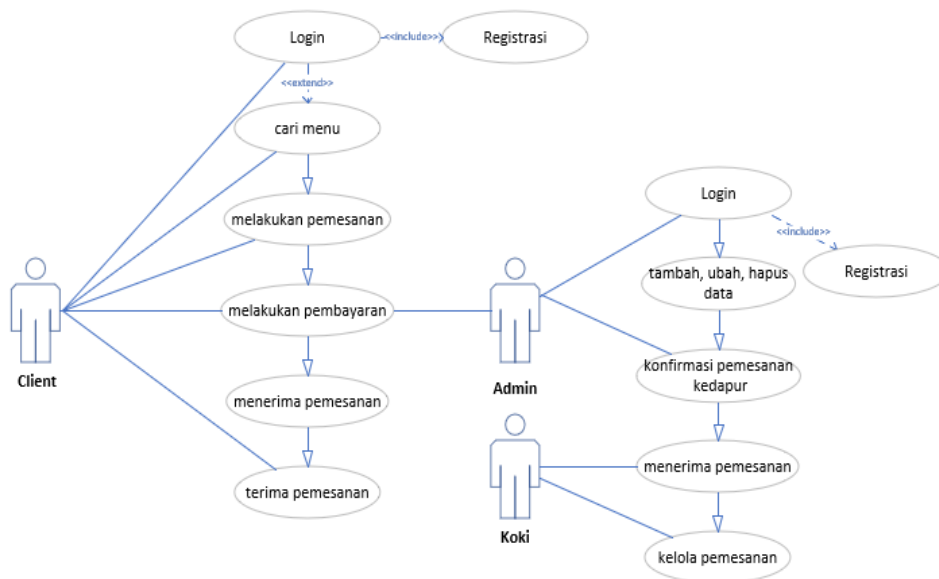 Login
<<include>>
Registrasi
<<extend>>
cari menu
melakukan pemesanan
melakukan pembayaran
menerima pemesanan
terima pemesanan
Client
Login
<<include>>
Registrasi
tambah, ubah, hapus
data
konfirmasi pemesanan
kedapur
Admin
menerima pemesanan
kelola pemesanan
Koki